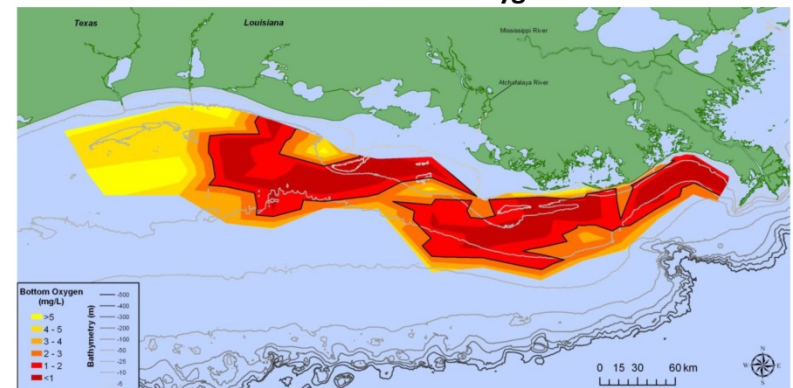 Texas
Louisiana
Mississippi River
Atchafalaya River
Bottom Oxygen
(mg/L)
>5
4 - 5
3 - 4
2 - 3
1 - 2
<1
Bathymetry (m)
-500
-400
-300
-200
-100
-50
-25
-10
-5
0 15 30 60 km
N
W
E
S